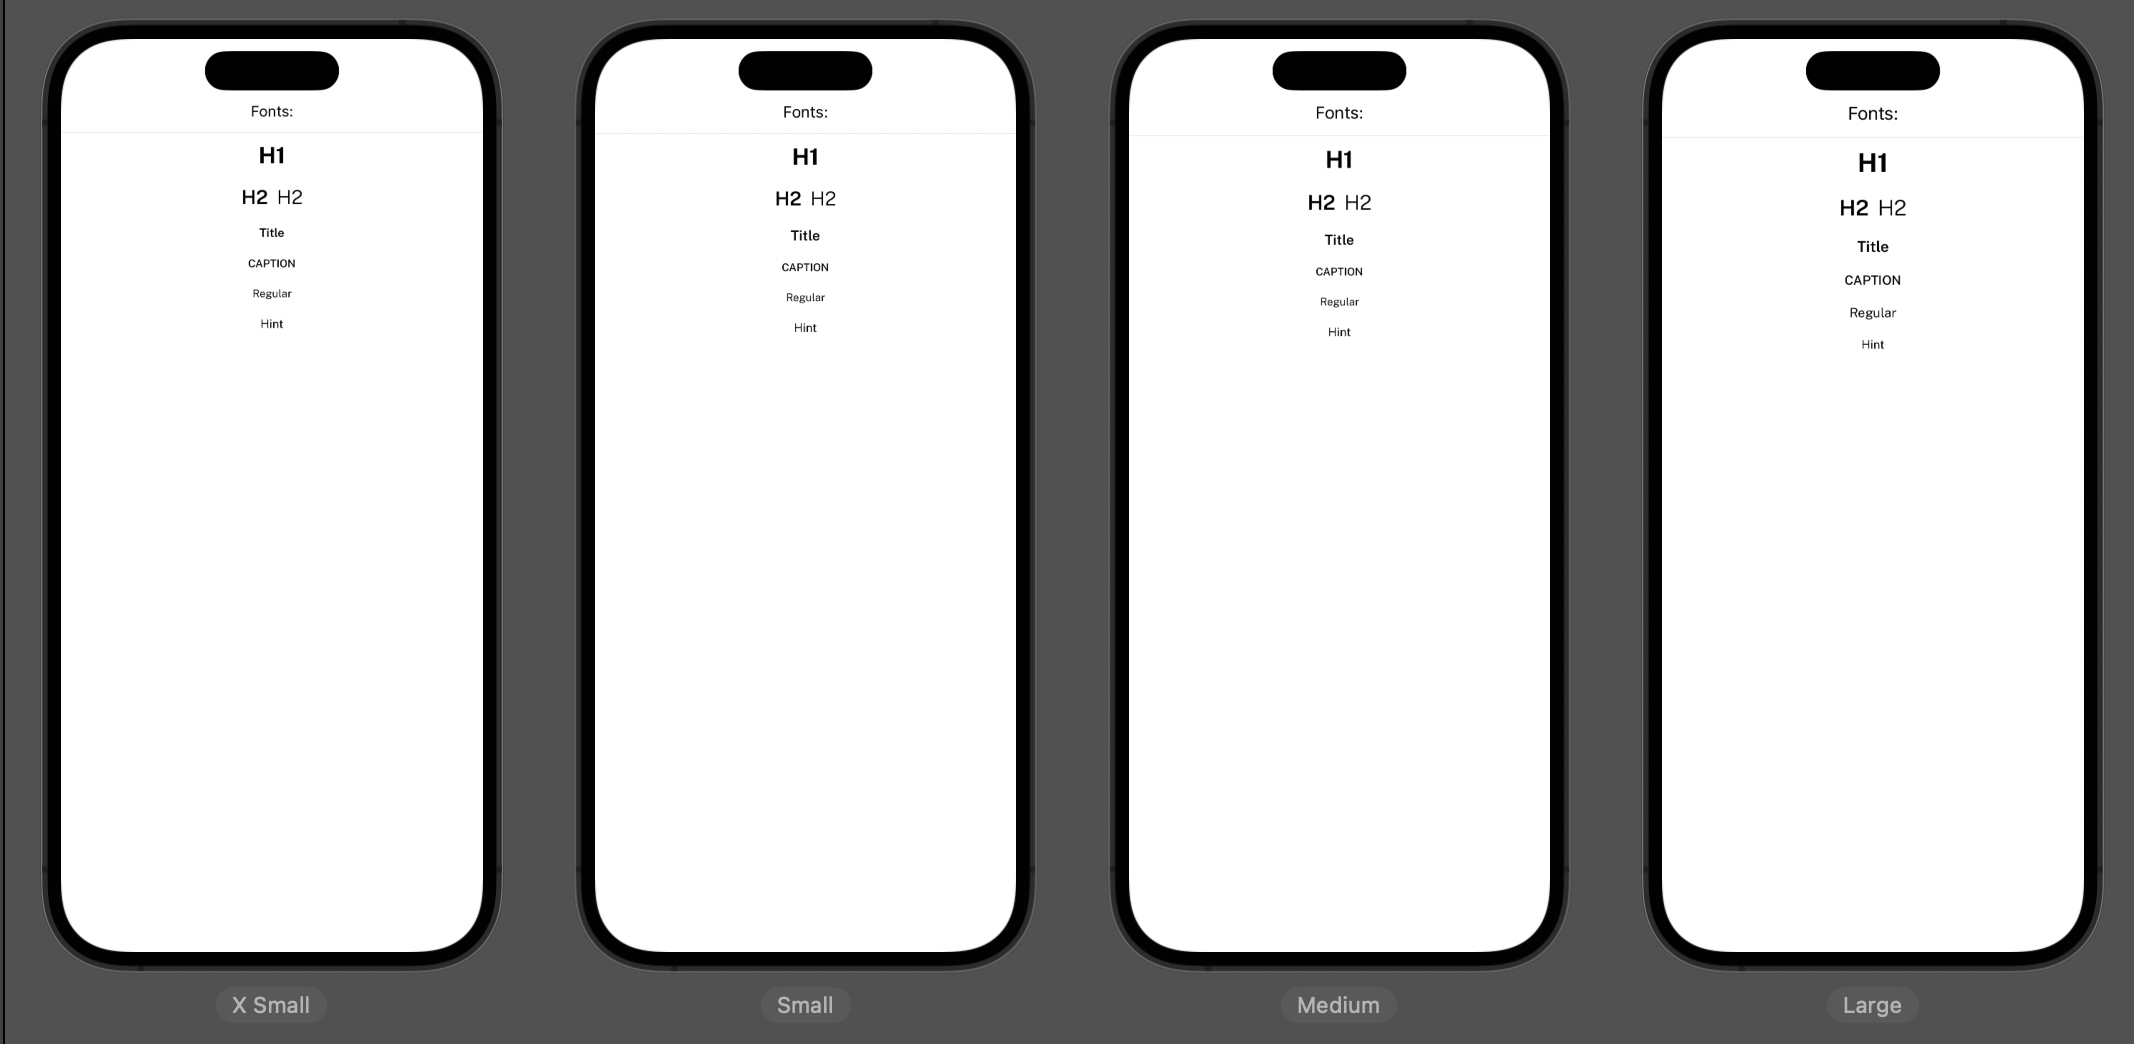 Fonts:
H1
H2 H2
Title
CAPTION
Regular
Hint
X Small
Fonts:
H1
H2 H2
Title
CAPTION
Regular
Hint
Small
Fonts:
H1
H2 H2
Title
CAPTION
Regular
Hint
Medium
Fonts:
H1
H2 H2
Title
CAPTION
Regular
Hint
Large